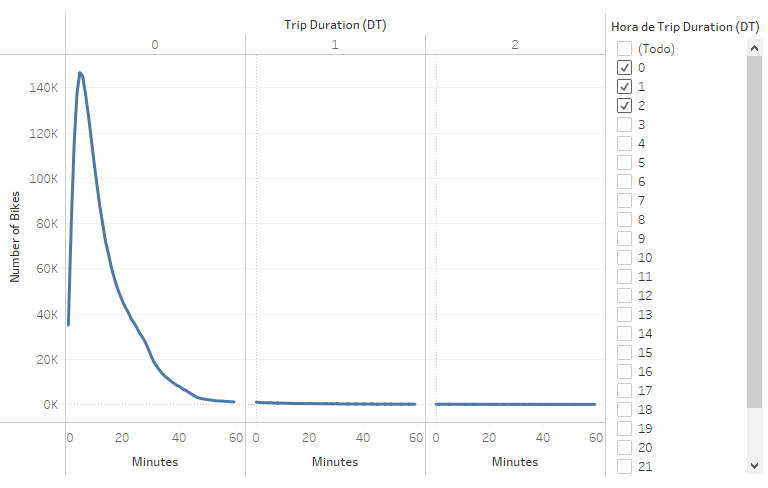 Trip Duration (DT)
0 1 2
140K
120K
100K
80K
60K
40K
20K
0K
Number of Bikes
0 20 40 60 0 20 40 60 0 20 40 60
Minutes Minutes Minutes
Hora de Trip Duration (DT)
(Todo)
0
1
2
3
4
5
6
7
8
9
10
11
12
13
14
15
16
17
18
19
20
21